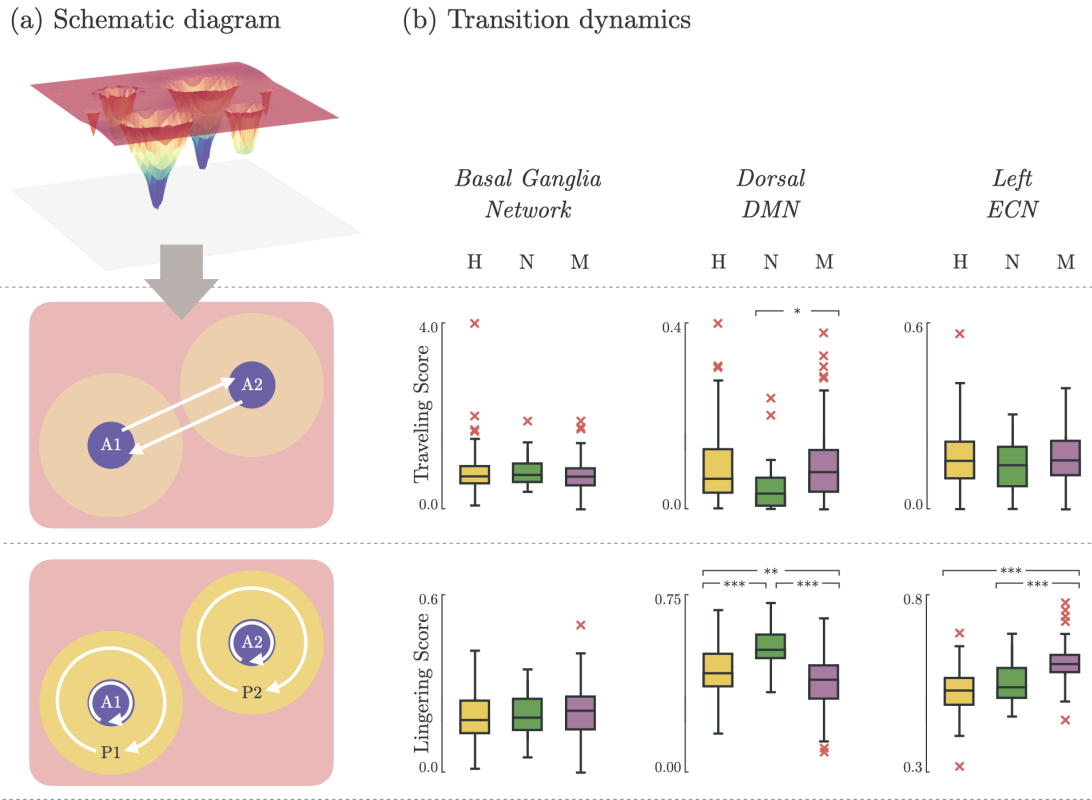 (a) Schematic diagram
(b) Transition dynamics
Basal Ganglia
Network
Dorsal
DMN
Left
ECN
H N M
H N M
H N M
A1
A2
Traveling Score
4.0
0.0
0.4
0.0
*
0.6
0.0
A1
P1
A2
P2
Lingering Score
0.6
0.0
0.75
0.00
**
*** ***
0.8
0.3
***
***